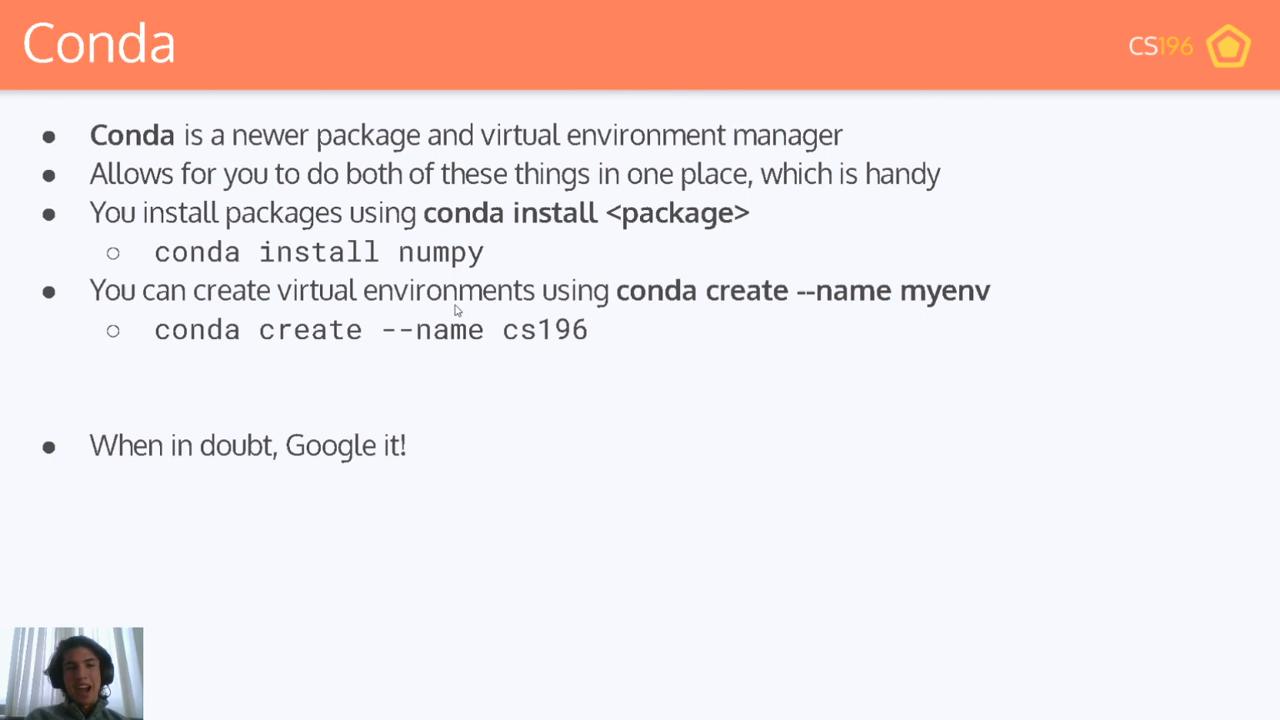 Conda
CS196
● Conda is a newer package and virtual environment manager
● Allows for you to do both of these things in one place, which is handy
● You install packages using conda install <package>
○ conda install numpy
● You can create virtual environments using conda create --name myenv
○ conda create --name cs196
● When in doubt, Google it!